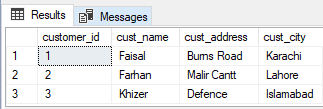 Results Messages
customer_id cust_name cust_address cust_city
1 1 Faisal Burns Road Karachi
2 2 Farhan Malir Cantt Lahore
3 3 Khizer Defence Islamabad